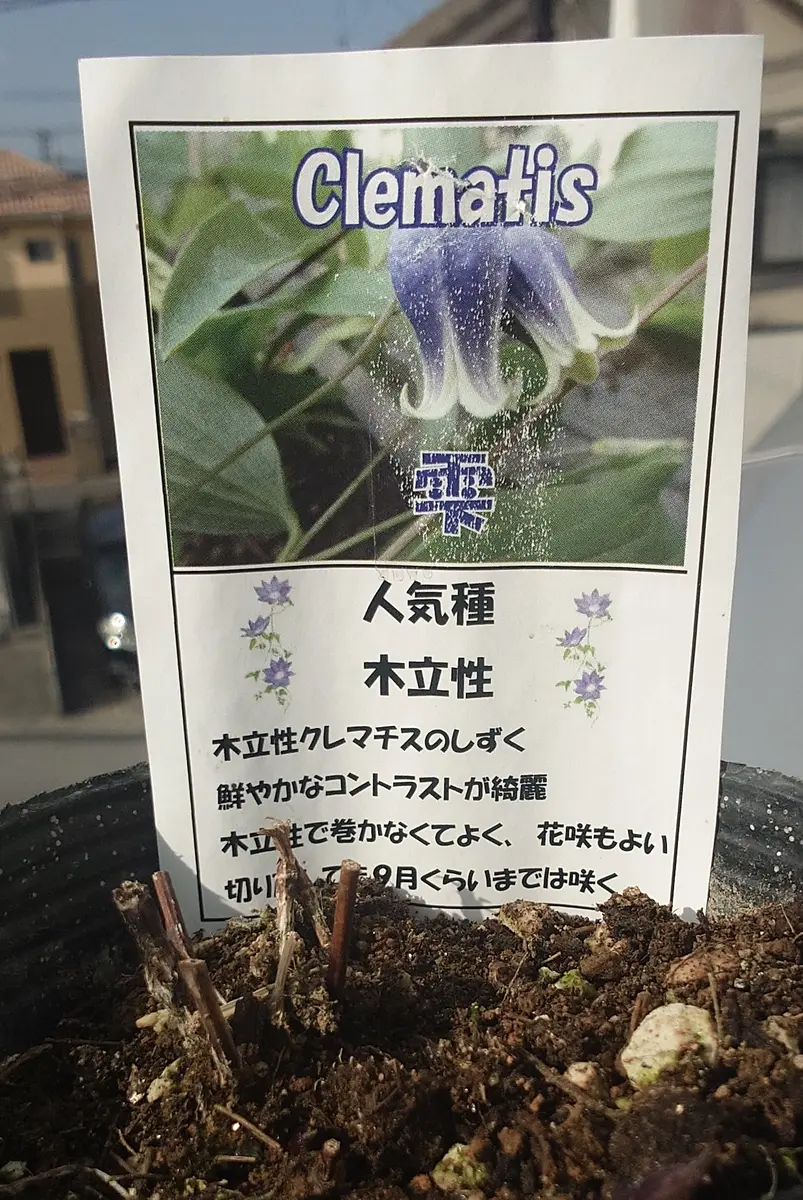 Clematis
雫
人気種
木立性
木立性クレマチスのしずく
鮮やかなコントラストが綺麗
木立性で巻かなくてよく、花咲もよい
切り 9月くらいまでは咲く